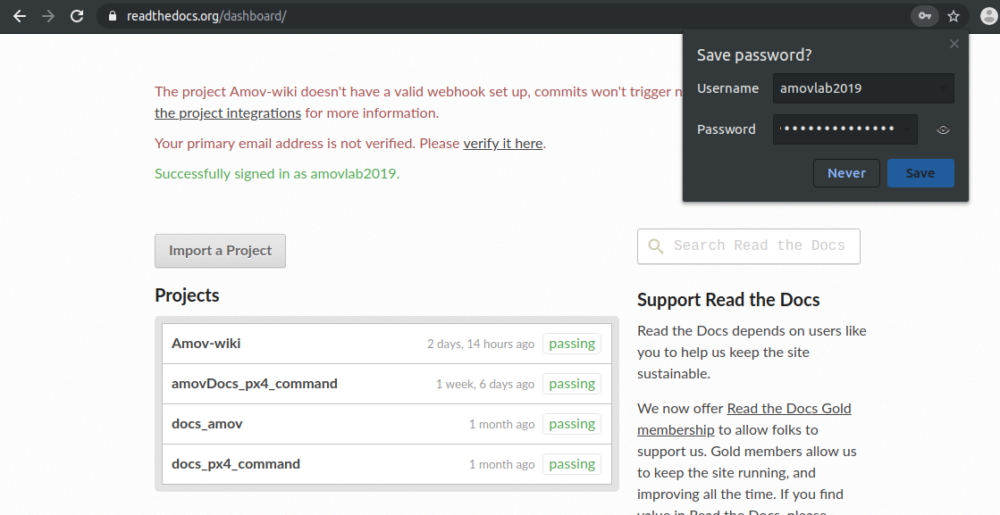 readthedocs.org/dashboard/
Save password?
Username amovlab2019
Password ••••••••••••••
Never Save
The project Amov-wiki doesn't have a valid webhook set up, commits won't trigger n
the project integrations for more information.
Your primary email address is not verified. Please verify it here.
Successfully signed in as amovlab2019.
Import a Project
Search Read the Docs
Projects
Amov-wiki 2 days, 14 hours ago passing
amovDocs_px4_command 1 week, 6 days ago passing
docs_amov 1 month ago passing
docs_px4_command 1 month ago passing
Support Read the Docs
Read the Docs depends on users like
you to help us keep the site
sustainable.
We now offer Read the Docs Gold
membership to allow folks to
support us. Gold members allow us
to keep the site running, and
improving all the time. If you find
value in Read the Docs, please